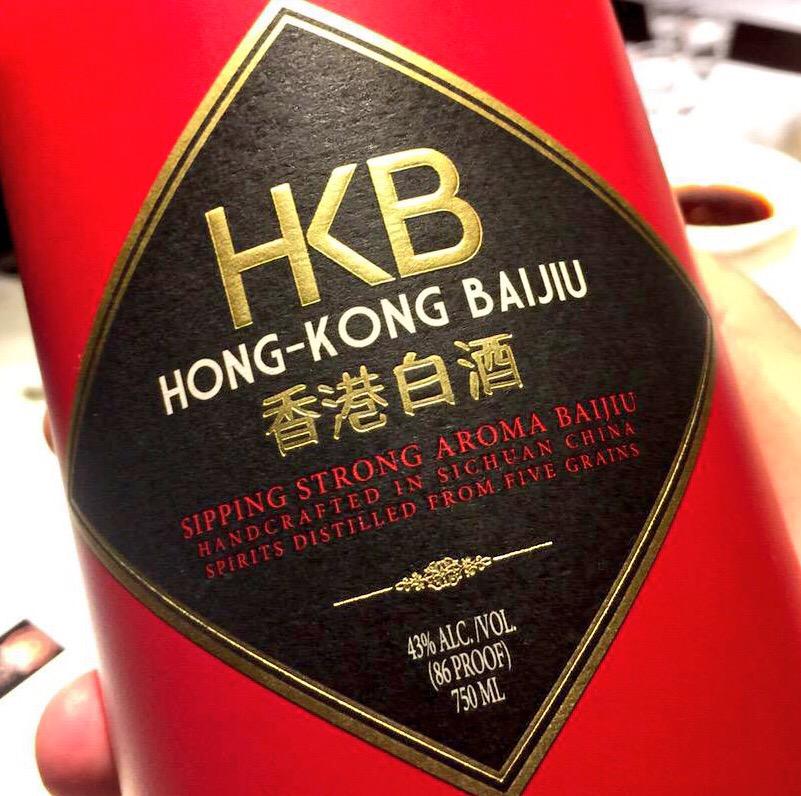 HKB
HONG-KONG BAIJIU
香港白酒
SIPPING STRONG AROMA BAIJIU
HANDCRAFTED IN SICHUAN CHINA
SPIRITS DISTILLED FROM FIVE GRAINS
43% ALC./VOL.
(86 PROOF)
750 ML